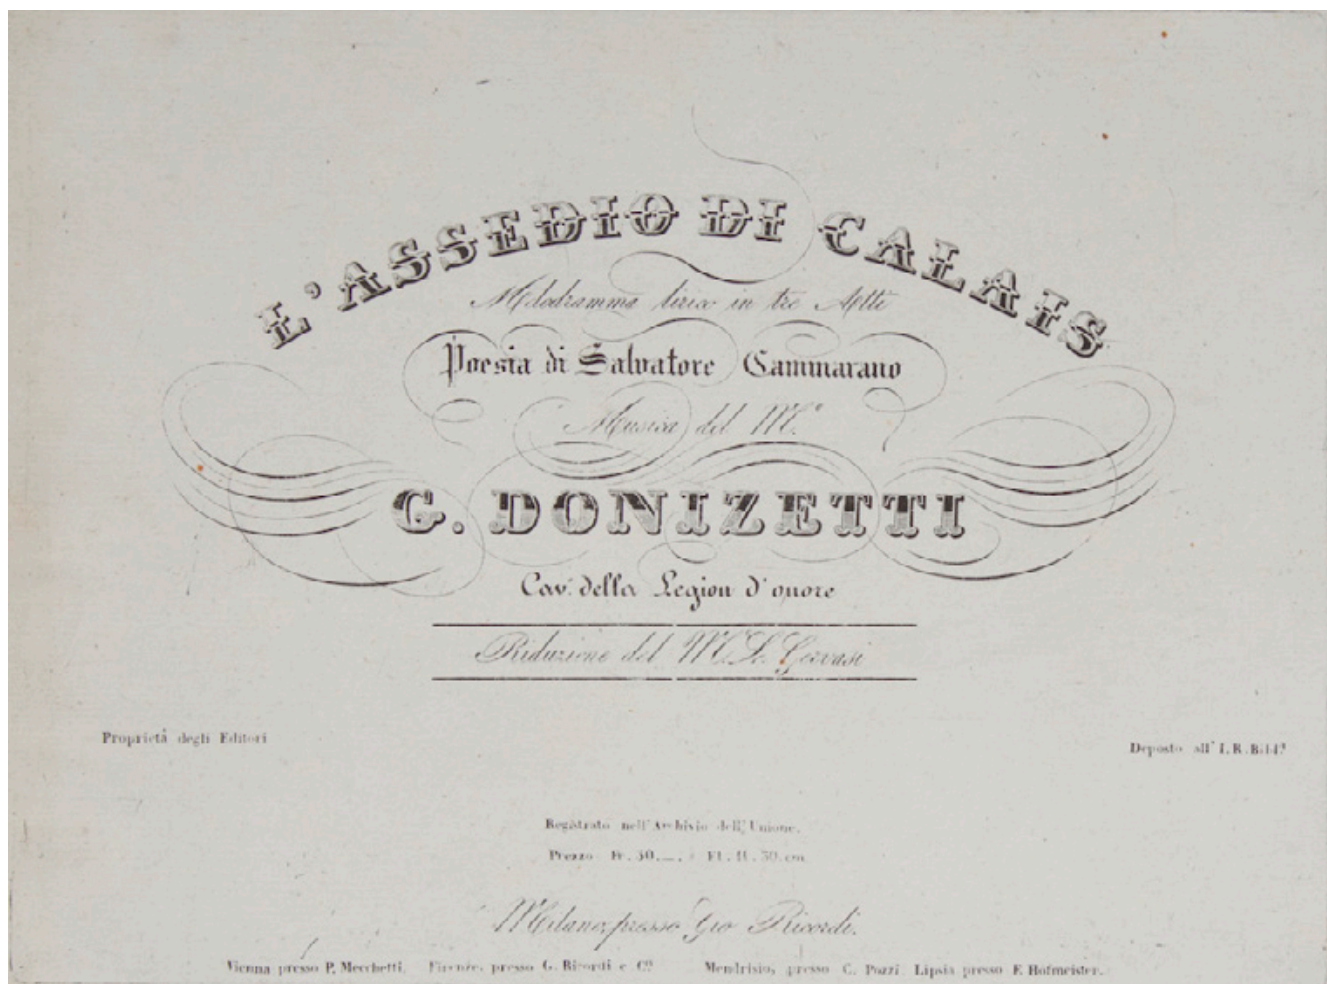 L'ASSEDIO DI CALAIS
Melodramma lirico in tre Atti
Poesia di Salvatore Cammarano
Musica del M.°
G. DONIZETTI
Cav.r della Legion d'onore
Riduzione del M. L. Gervasi
Proprietà degli Editori
Deposto all' I. R.
Registrato nell'Archivio dell'Unione.
Prezzo Fr. 30
Milano, presso Gio Ricordi.
Vienna presso P. Mecchetti. Firenze, presso G. Ricordi e C.º Mendrisio, presso C. Pozzi. Lipsia presso F. Hofmeister.